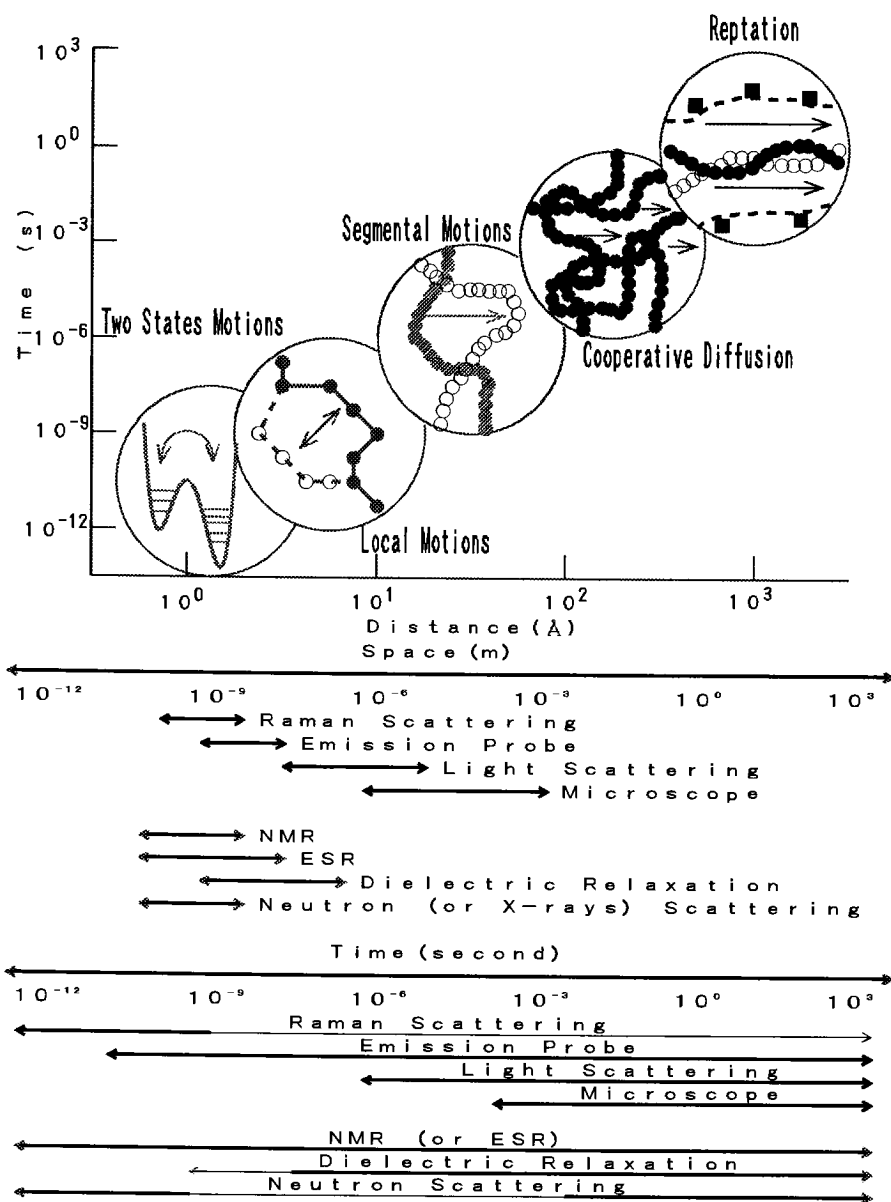 Reptation
10³
10⁰
Time (s)
10⁻³
Segmental Motions
Two States Motions
10⁻⁶
Cooperative Diffusion
10⁻⁹
10⁻¹²
Local Motions
10⁰ 10¹ 10² 10³
Distance(Å)
Space(m)
10⁻¹² 10⁻⁹ 10⁻⁶ 10⁻³ 10⁰ 10³
Raman Scattering
Emission Probe
Light Scattering
Microscope
NMR
ESR
Dielectric Relaxation
Neutron (or X-rays) Scattering
Time(second)
10⁻¹² 10⁻⁹ 10⁻⁶ 10⁻³ 10⁰ 10³
Raman Scattering
Emission Probe
Light Scattering
Microscope
NMR (or ESR)
Dielectric Relaxation
Neutron Scattering